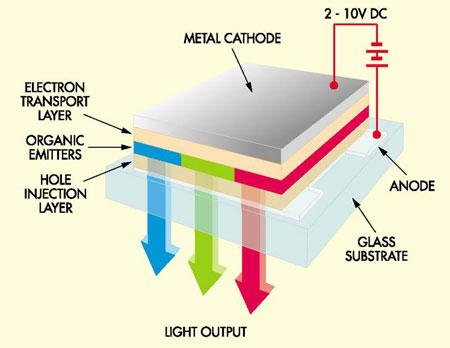 2 - 10V DC
METAL CATHODE
ELECTRON
TRANSPORT
LAYER
ORGANIC
EMITTERS
HOLE
INJECTION
LAYER
ANODE
GLASS
SUBSTRATE
LIGHT OUTPUT